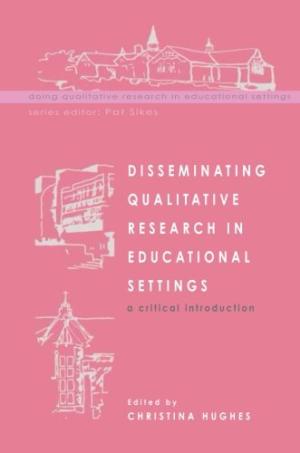 doing qualitative research in educational settings
series editor: Pat Sikes
DISSEMINATING
QUALITATIVE
RESEARCH IN
EDUCATIONAL
SETTINGS
a critical introduction
Edited by
CHRISTINA HUGHES